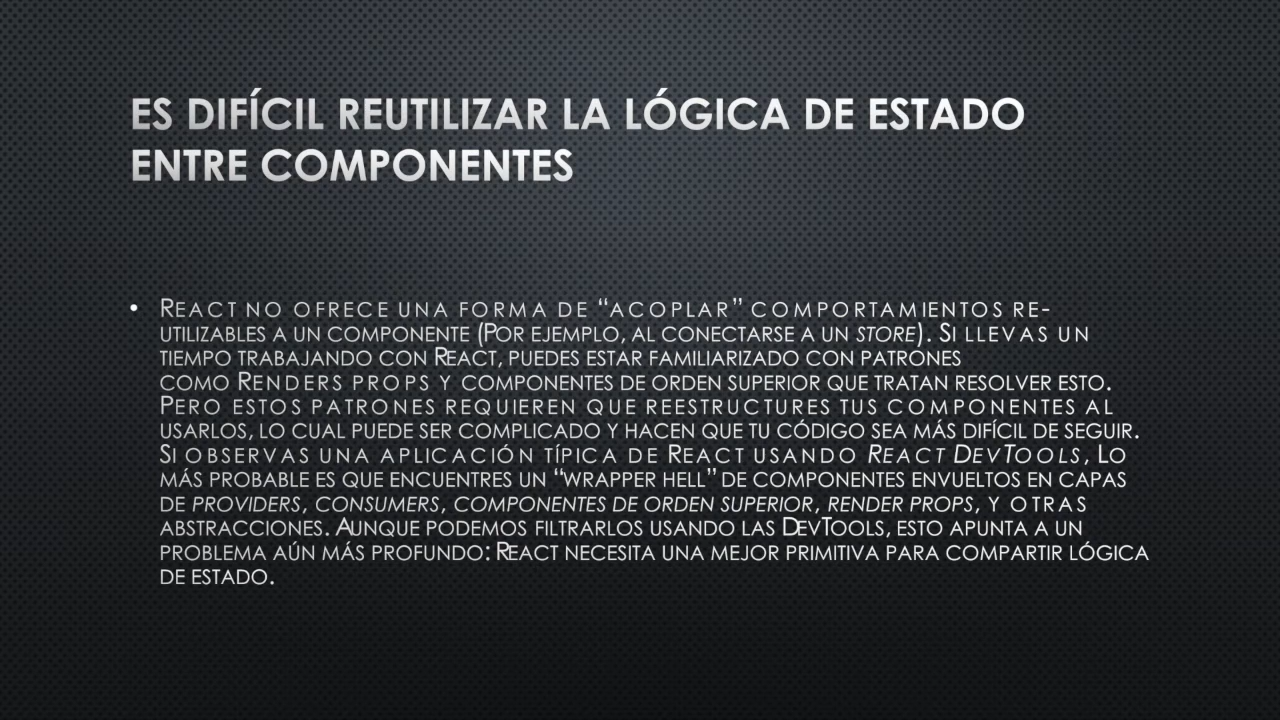 ES DIFÍCIL REUTILIZAR LA LÓGICA DE ESTADO
ENTRE COMPONENTES
• REACT NO OFRECE UNA FORMA DE “ACOPLAR” COMPORTAMIENTOS RE-
UTILIZABLES A UN COMPONENTE (POR EJEMPLO, AL CONECTARSE A UN STORE). SI LLEVAS UN
TIEMPO TRABAJANDO CON REACT, PUEDES ESTAR FAMILIARIZADO CON PATRONES
COMO RENDERS PROPS Y COMPONENTES DE ORDEN SUPERIOR QUE TRATAN RESOLVER ESTO.
PERO ESTOS PATRONES REQUIEREN QUE REESTRUCTURES TUS COMPONENTES AL
USARLOS, LO CUAL PUEDE SER COMPLICADO Y HACEN QUE TU CÓDIGO SEA MÁS DIFÍCIL DE SEGUIR.
SI OBSERVAS UNA APLICACIÓN TÍPICA DE REACT USANDO REACT DEVTOOLS, LO
MÁS PROBABLE ES QUE ENCUENTRES UN “WRAPPER HELL” DE COMPONENTES ENVUELTOS EN CAPAS
DE PROVIDERS, CONSUMERS, COMPONENTES DE ORDEN SUPERIOR, RENDER PROPS, Y OTRAS
ABSTRACCIONES. AUNQUE PODEMOS FILTRARLOS USANDO LAS DEVTOOLS, ESTO APUNTA A UN
PROBLEMA AÚN MÁS PROFUNDO: REACT NECESITA UNA MEJOR PRIMITIVA PARA COMPARTIR LÓGICA
DE ESTADO.